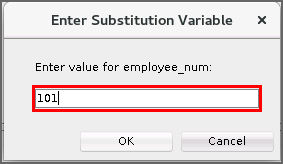 Enter Substitution Variable
Enter value for employee_num:
101
OK Cancel